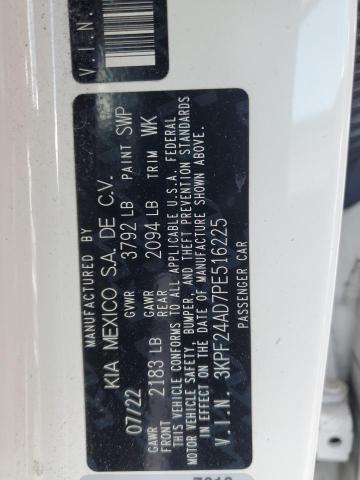 V.I.N.
MANUFACTURED BY
KIA MEXICO S.A. DE C.V.
07/22 GVWR 3792 LB PAINT SWP
GAWR FRONT 2183 LB GAWR REAR 2094 LB TRIM WK
THIS VEHICLE CONFORMS TO ALL APPLICABLE U.S.A. FEDERAL
MOTOR VEHICLE SAFETY, BUMPER, AND THEFT PREVENTION STANDARDS
IN EFFECT ON THE DATE OF MANUFACTURE SHOWN ABOVE.
V.I.N. 3KPF24AD7PE516225
PASSENGER CAR